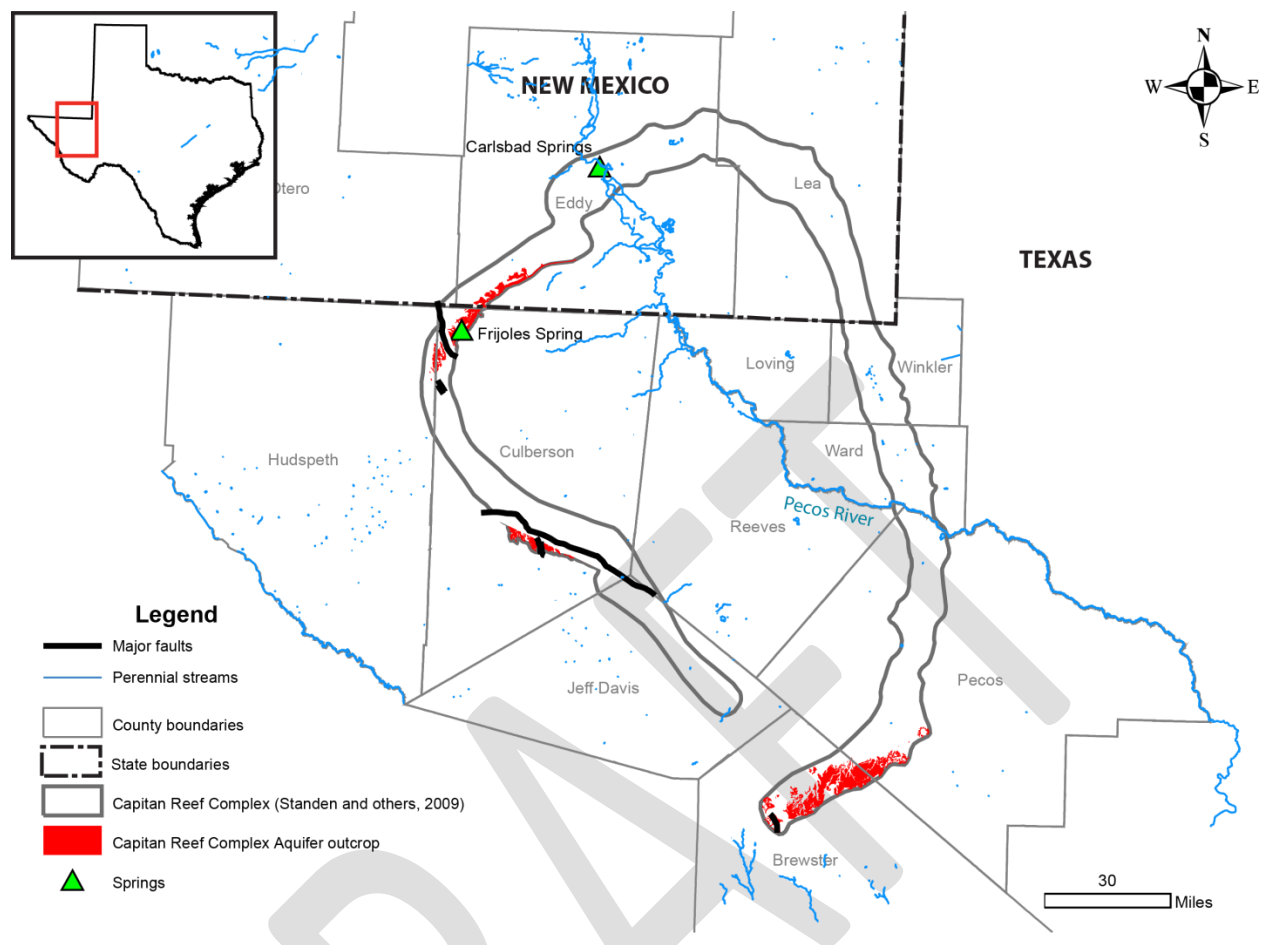 N
W
E
S
NEW MEXICO
Carlsbad Springs
Otero
Eddy
Lea
TEXAS
Frijoles Spring
Loving
Winkler
Hudspeth
Culberson
Ward
Pecos River
Reeves
Jeff Davis
Pecos
Brewster
Legend
Major faults
Perennial streams
County boundaries
State boundaries
Capitan Reef Complex (Standen and others, 2009)
Capitan Reef Complex Aquifer outcrop
Springs
30
Miles
DRAFT